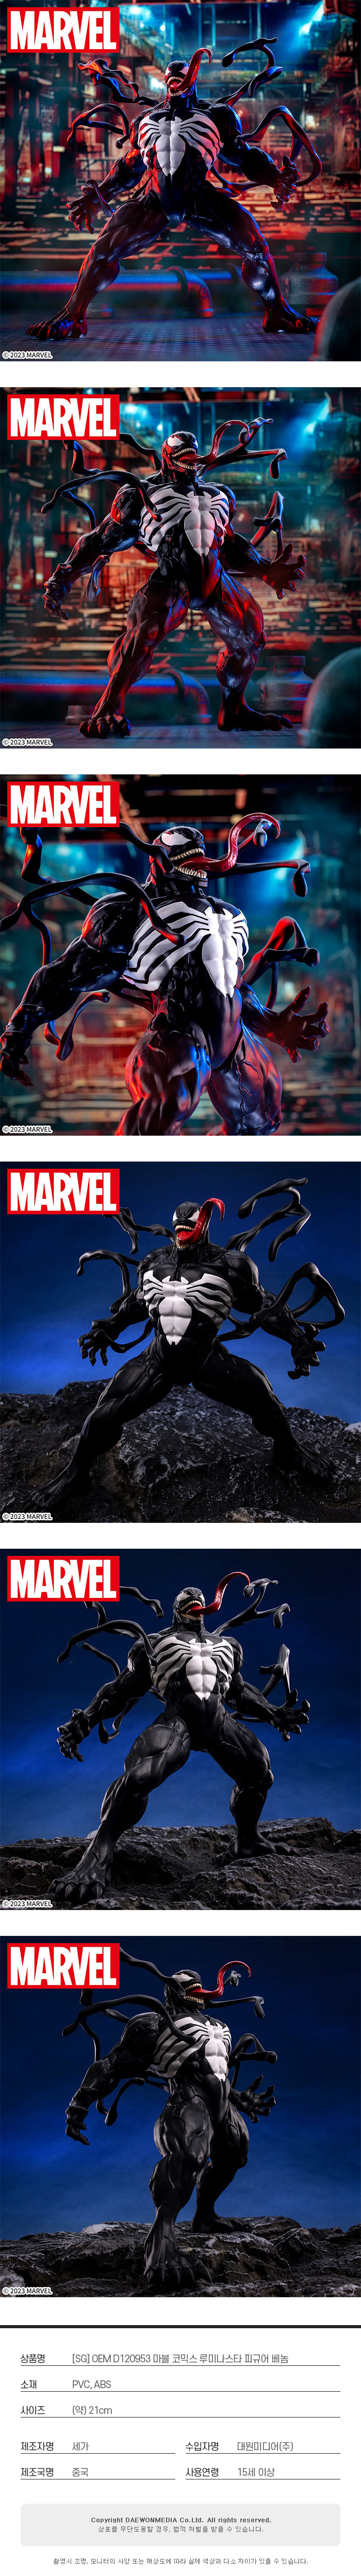 MARVEL
© 2023 MARVEL
MARVEL
© 2023 MARVEL
MARVEL
© 2023 MARVEL
MARVEL
© 2023 MARVEL
MARVEL
© 2023 MARVEL
MARVEL
© 2023 MARVEL
상품명 [SG] OEM D120953 마블 코믹스 루미나스타 피규어 베놈
소재 PVC, ABS
사이즈 (약) 21cm
제조자명 세가 수입자명 대원미디어(주)
제조국명 중국 사용연령 15세 이상
Copyright DAEWONMEDIA Co.Ltd. All rights reserved.
상표를 무단도용할 경우, 법적 처벌을 받을 수 있습니다.
촬영시 조명, 모니터의 사양 또는 해상도에 따라 실제 색상과 다소 차이가 있을 수 있습니다.